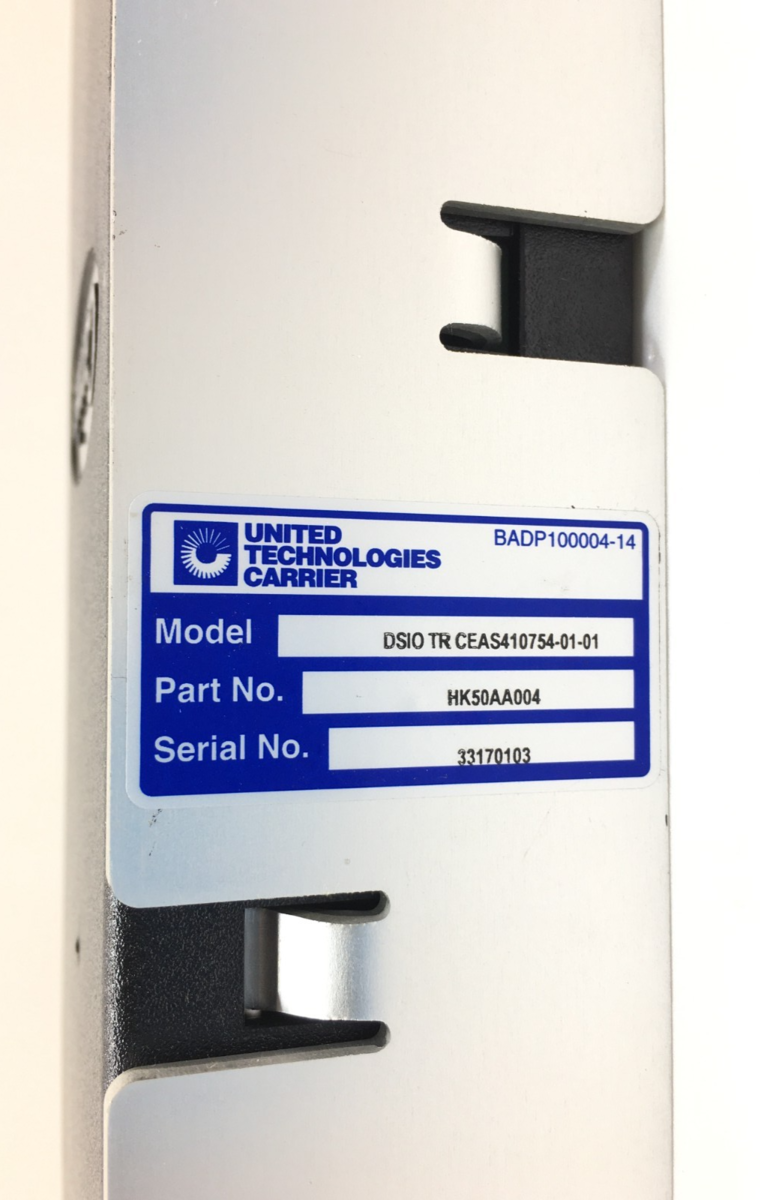 UNITED
TECHNOLOGIES
CARRIER
BADP100004-14
Model DSIO TR CEAS410754-01-01
Part No. HK50AA004
Serial No. 33170103